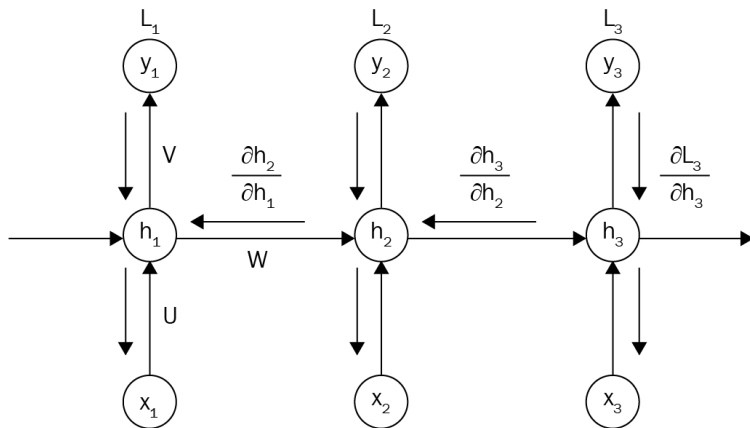 L₁ L₂ L₃
y₁ y₂ y₃
V
∂h₂/∂h₁ ∂h₃/∂h₂ ∂L₃/∂h₃
h₁ h₂ h₃
W
U
x₁ x₂ x₃